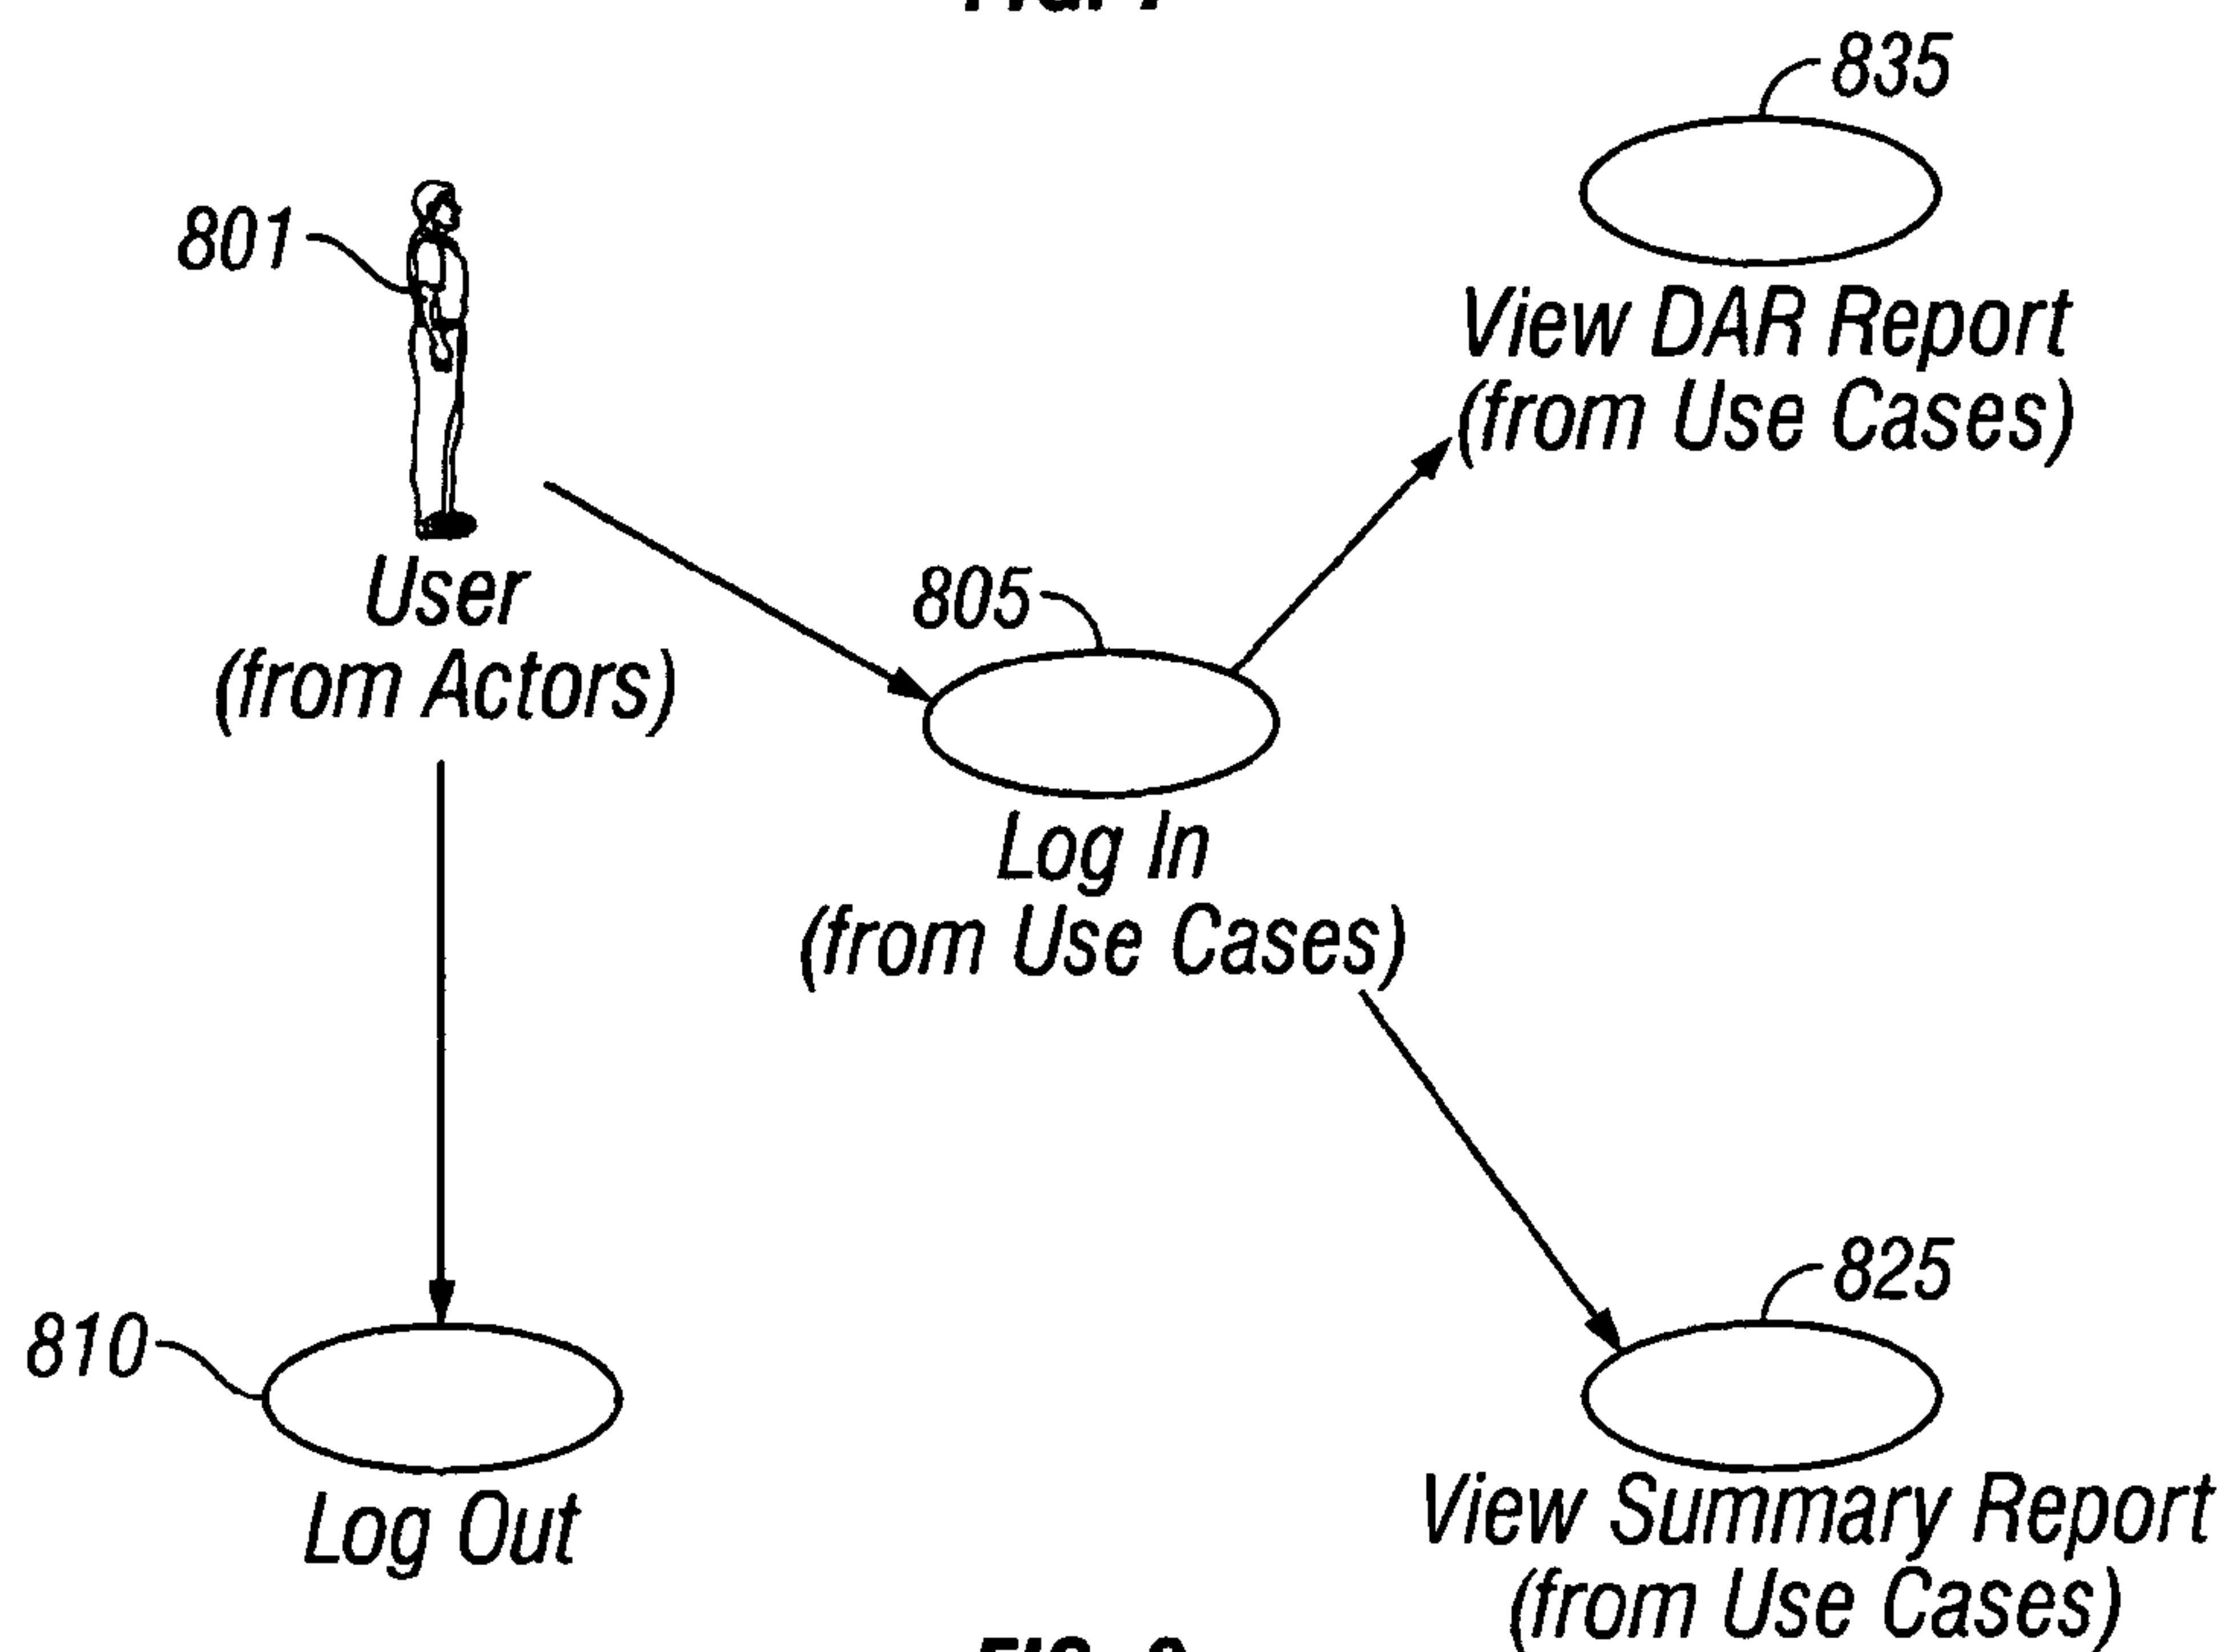 835
801
View DAR Report
(from Use Cases)
User
(from Actors)
805
Log In
(from Use Cases)
825
810
Log Out
View Summary Report
(from Use Cases)